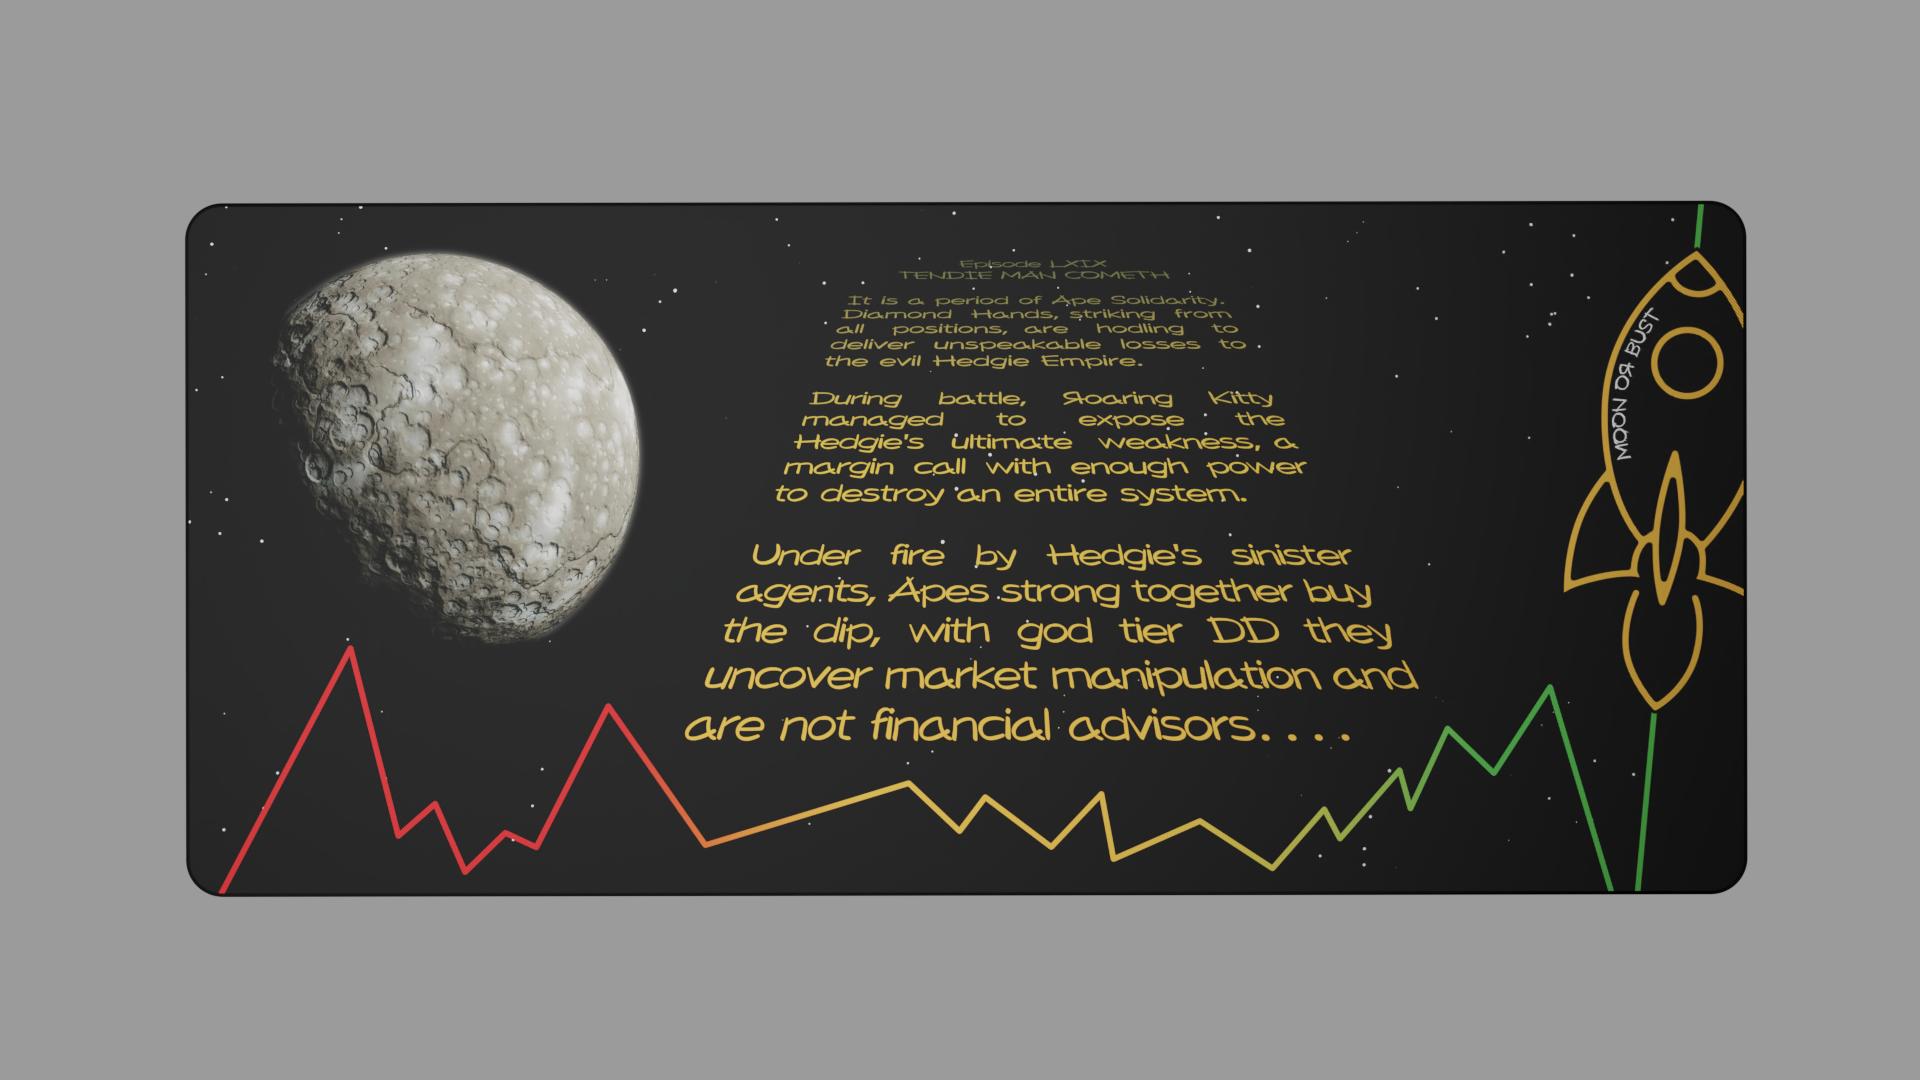 Episode LXIX
TENDIE MAN COMETH
It is a period of Ape Solidarity.
Diamond Hands, striking from
all positions, are hodling to
deliver unspeakable losses to
the evil Hedgie Empire.
During battle, Яoaring Kitty
managed to expose the
Hedgie's ultimate weakness, a
margin call with enough power
to destroy an entire system.
Under fire by Hedgie's sinister
agents, Apes strong together buy
the dip, with god tier DD they
uncover market manipulation and
are not financial advisors. . . .
MOON OЯ BUST